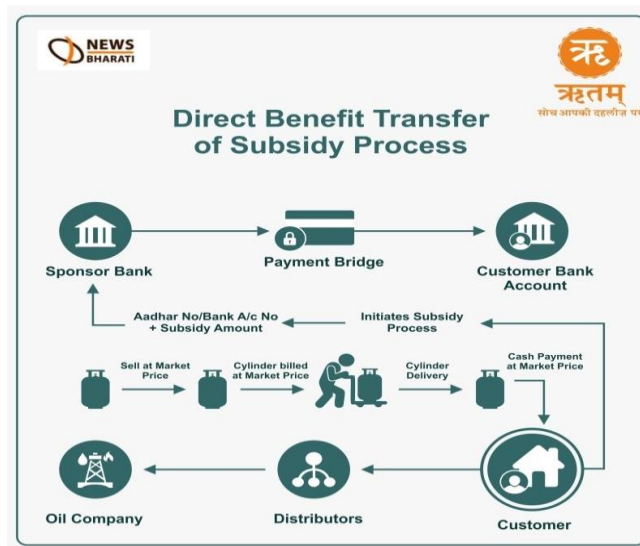 NEWS
BHARATI
ऋ
ऋतम्
सोच आपकी दहलीज़ पर
Direct Benefit Transfer
of Subsidy Process
Sponsor Bank
Payment Bridge
Customer Bank
Account
Aadhar No/Bank A/c No
+ Subsidy Amount
Initiates Subsidy
Process
Sell at Market
Price
Cylinder billed
at Market Price
Cylinder
Delivery
Cash Payment
at Market Price
Oil Company
Distributors
Customer